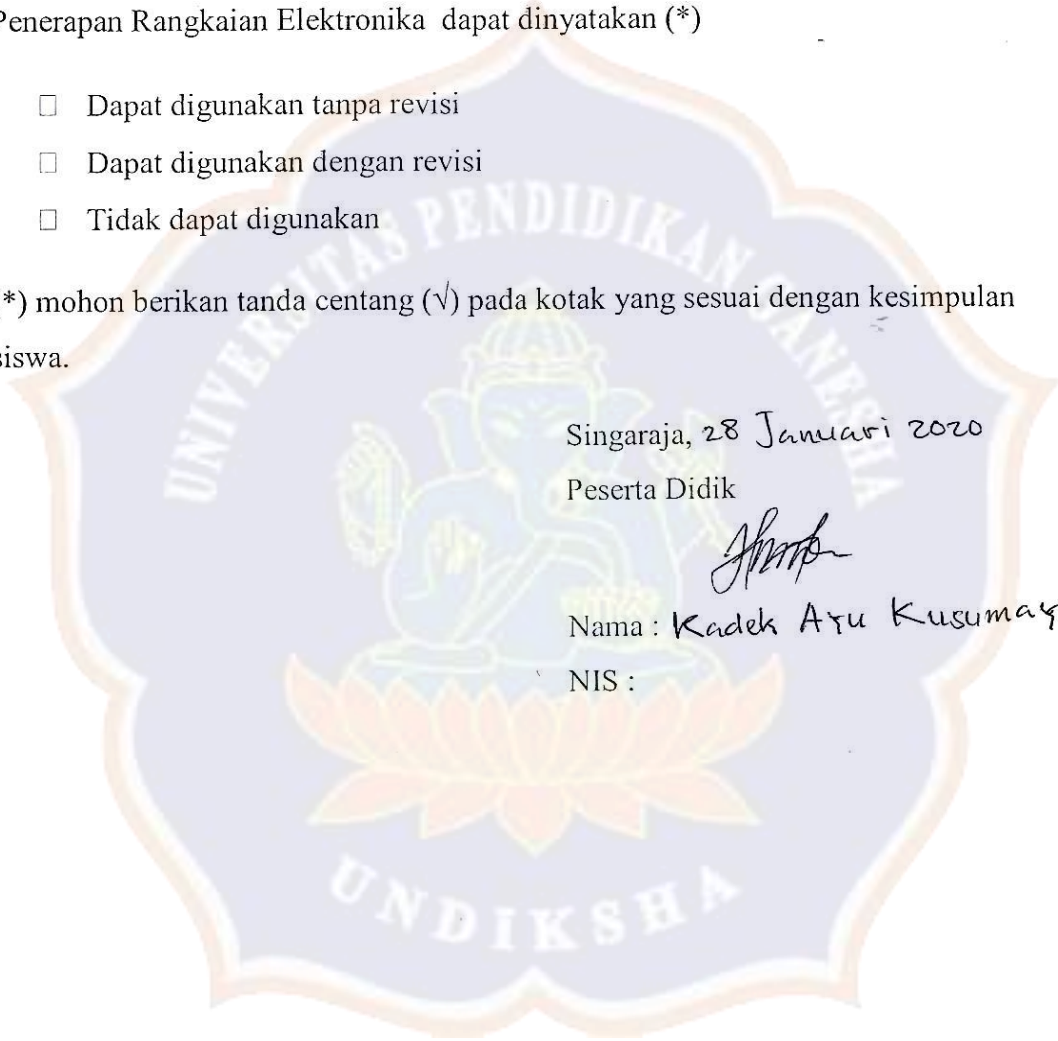 Penerapan Rangkaian Elektronika dapat dinyatakan (*)
□ Dapat digunakan tanpa revisi
□ Dapat digunakan dengan revisi
□ Tidak dapat digunakan
*) mohon berikan tanda centang (√) pada kotak yang sesuai dengan kesimpulan
siswa.
Singaraja, 28 Januari 2020
Peserta Didik
Nama : Kadek Ayu
NIS :
UNIVERSITAS PENDIDIKAN GANESHA
UNDIKSHA